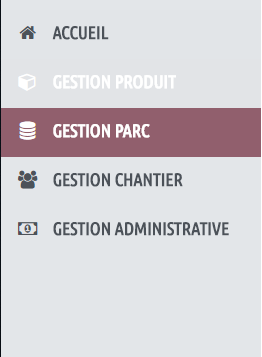 ACCUEIL
GESTION PRODUIT
GESTION PARC
GESTION CHANTIER
GESTION ADMINISTRATIVE